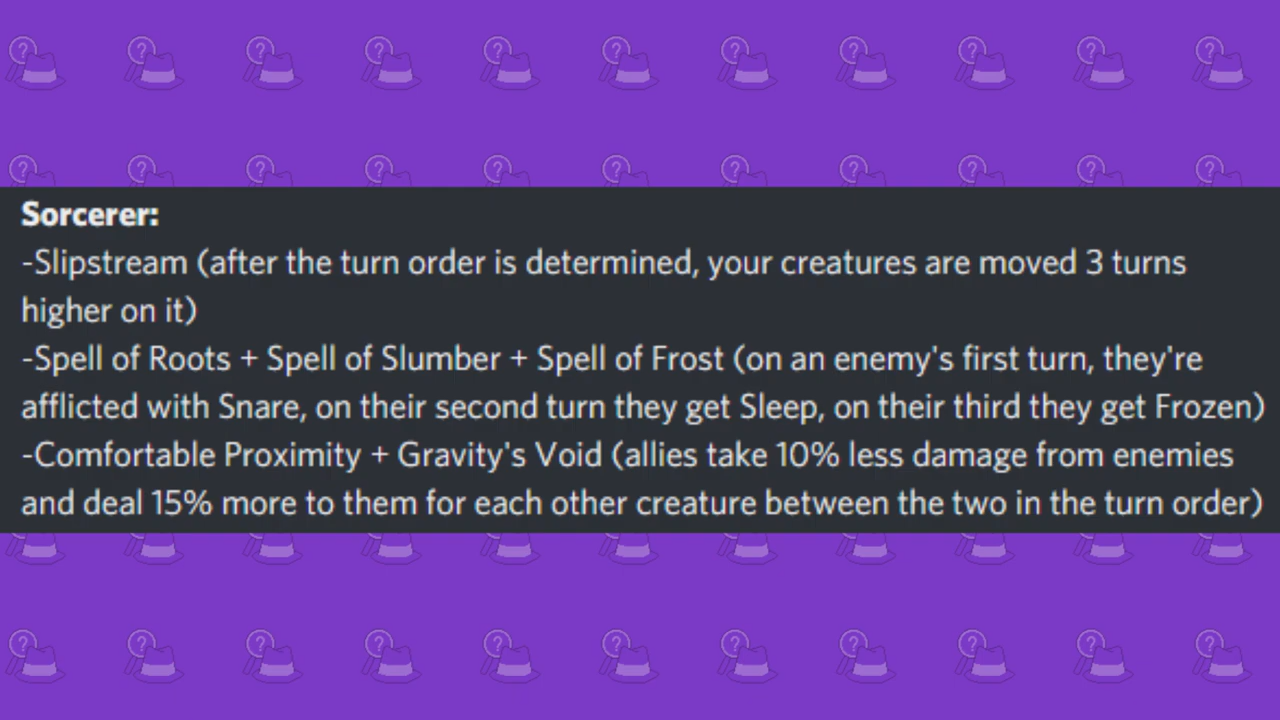 Sorcerer:
-Slipstream (after the turn order is determined, your creatures are moved 3 turns
higher on it)
-Spell of Roots + Spell of Slumber + Spell of Frost (on an enemy's first turn, they're
afflicted with Snare, on their second turn they get Sleep, on their third they get Frozen)
-Comfortable Proximity + Gravity's Void (allies take 10% less damage from enemies
and deal 15% more to them for each other creature between the two in the turn order)